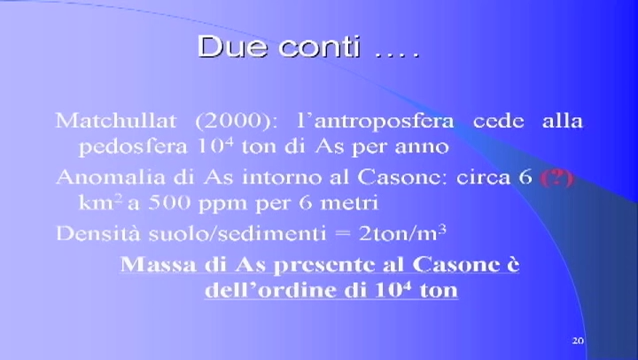 Due conti ….
Matchullat (2000): l'antroposfera cede alla
pedosfera 10⁴ ton di As per anno
Anomalia di As intorno al Casone: circa 6 (?)
km² a 500 ppm per 6 metri
Densità suolo/sedimenti = 2ton/m³
Massa di As presente al Casone è
dell'ordine di 10⁴ ton
20